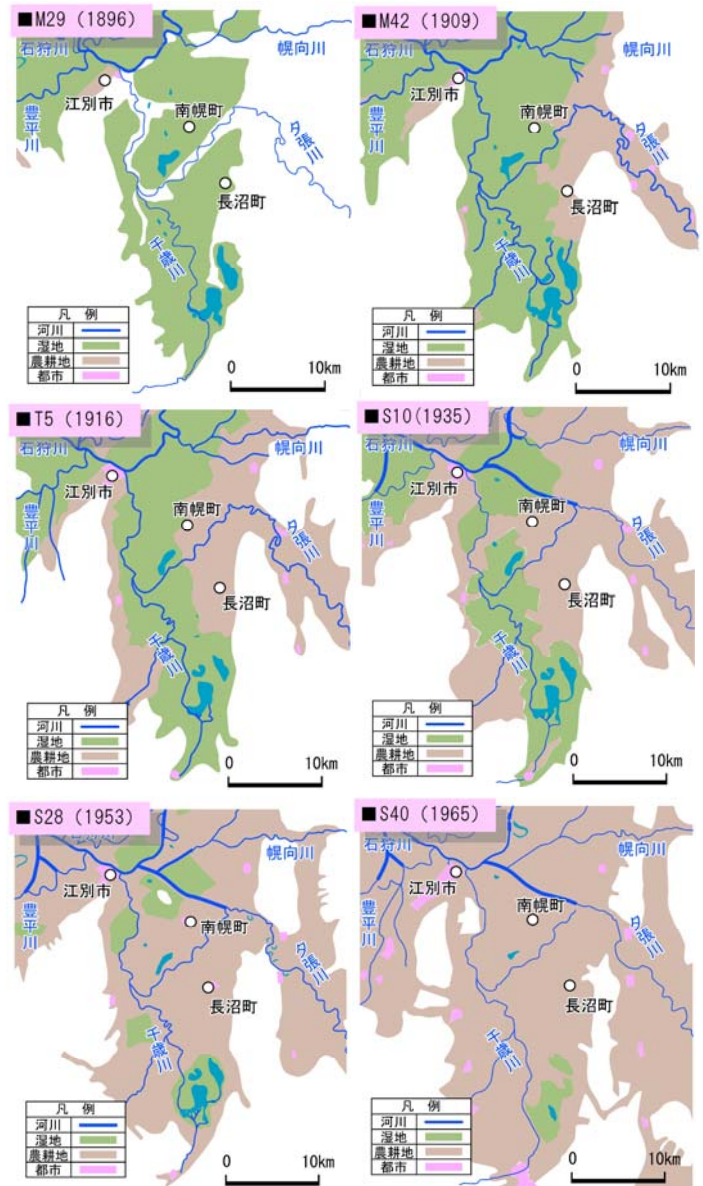 ■M29 (1896)
石狩川
幌向川
江別市
豊平川
南幌町
夕張川
長沼町
千歳川
凡 例
河川
湿地
農耕地
都市
0 10km
■M42 (1909)
石狩川
幌向川
江別市
豊平川
南幌町
夕張川
長沼町
千歳川
凡 例
河川
湿地
農耕地
都市
0 10km
■T5 (1916)
石狩川
幌向川
江別市
豊平川
南幌町
夕張川
長沼町
千歳川
凡 例
河川
湿地
農耕地
都市
0 10km
■S10(1935)
石狩川
幌向川
江別市
豊平川
南幌町
夕張川
長沼町
千歳川
凡 例
河川
湿地
農耕地
都市
0 10km
■S28 (1953)
幌向川
江別市
豊平川
南幌町
夕張川
長沼町
千歳川
凡 例
河川
湿地
農耕地
都市
0 10km
■S40 (1965)
石狩川
幌向川
江別市
豊平川
南幌町
夕張川
長沼町
千歳川
凡 例
河川
湿地
農耕地
都市
0 10km